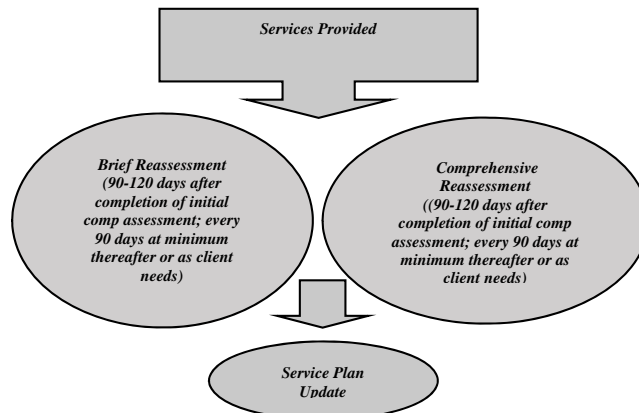 Services Provided
Brief Reassessment
(90-120 days after
completion of initial
comp assessment; every
90 days at minimum
thereafter or as client
needs)
Comprehensive
Reassessment
((90-120 days after
completion of initial comp
assessment; every 90 days at
minimum thereafter or as
client needs)
Service Plan
Update